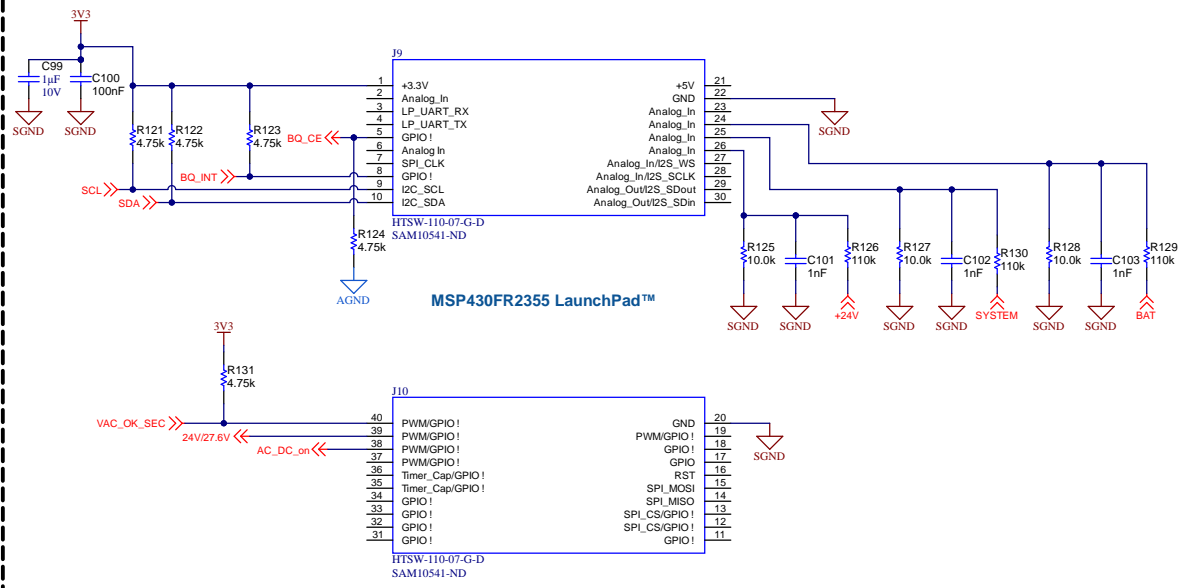 3V3
C99
1µF
10V
C100
100nF
SGND
SGND
R121
4.75k
R122
4.75k
R123
4.75k
BQ_CE
BQ_INT
SCL
SDA
R124
4.75k
AGND
J9
1 +3.3V
2 Analog_In
3 LP_UART_RX
4 LP_UART_TX
5 GPIO !
6 Analog In
7 SPI_CLK
8 GPIO !
9 I2C_SCL
10 I2C_SDA
+5V 21
GND 22
Analog_In 23
Analog_In 24
Analog_In 25
Analog_In 26
Analog_In/I2S_WS 27
Analog_In/I2S_SCLK 28
Analog_Out/I2S_SDout 29
Analog_Out/I2S_SDin 30
HTSW-110-07-G-D
SAM10541-ND
SGND
MSP430FR2355 LaunchPad™
R125
10.0k
C101
1nF
R126
110k
R127
10.0k
C102
1nF
R130
110k
R128
10.0k
C103
1nF
R129
110k
SGND
SGND
+24V
SGND
SGND
SYSTEM
SGND
SGND
BAT
3V3
R131
4.75k
VAC_OK_SEC
24V/27.6V
AC_DC_on
J10
40 PWM/GPIO !
39 PWM/GPIO !
38 PWM/GPIO !
37 PWM/GPIO !
36 Timer_Cap/GPIO !
35 Timer_Cap/GPIO !
34 GPIO !
33 GPIO !
32 GPIO !
31 GPIO !
GND 20
PWM/GPIO ! 19
GPIO ! 18
GPIO 17
RST 16
SPI_MOSI 15
SPI_MISO 14
SPI_CS/GPIO ! 13
SPI_CS/GPIO ! 12
GPIO ! 11
SGND
HTSW-110-07-G-D
SAM10541-ND